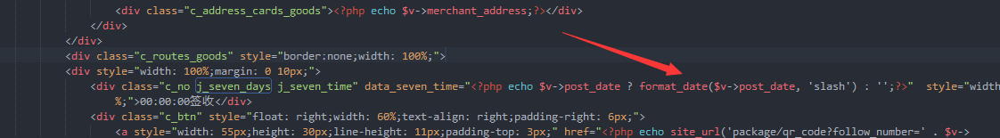 <div class="c_address_cards_goods"><?php echo $v->merchant_address;?></div>
</div>
</div>
<div class="c_routes_goods" style="border:none;width: 100%;">
<div style="width: 100%;margin: 0 10px;">
<div class="c_no j_seven_days j_seven_time" data_seven_time="<?php echo $v->post_date ? format_date($v->post_date, 'slash') : '';?>"  style="width
%;">00:00:00签收</div>
<div class="c_btn" style="float: right;width: 60%;text-align: right;padding-right: 6px;">
<a style="width: 55px;height: 30px;line-height: 11px;padding-top: 3px;" href="<?php echo site_url('package/qr_code?follow_number=' . $v->